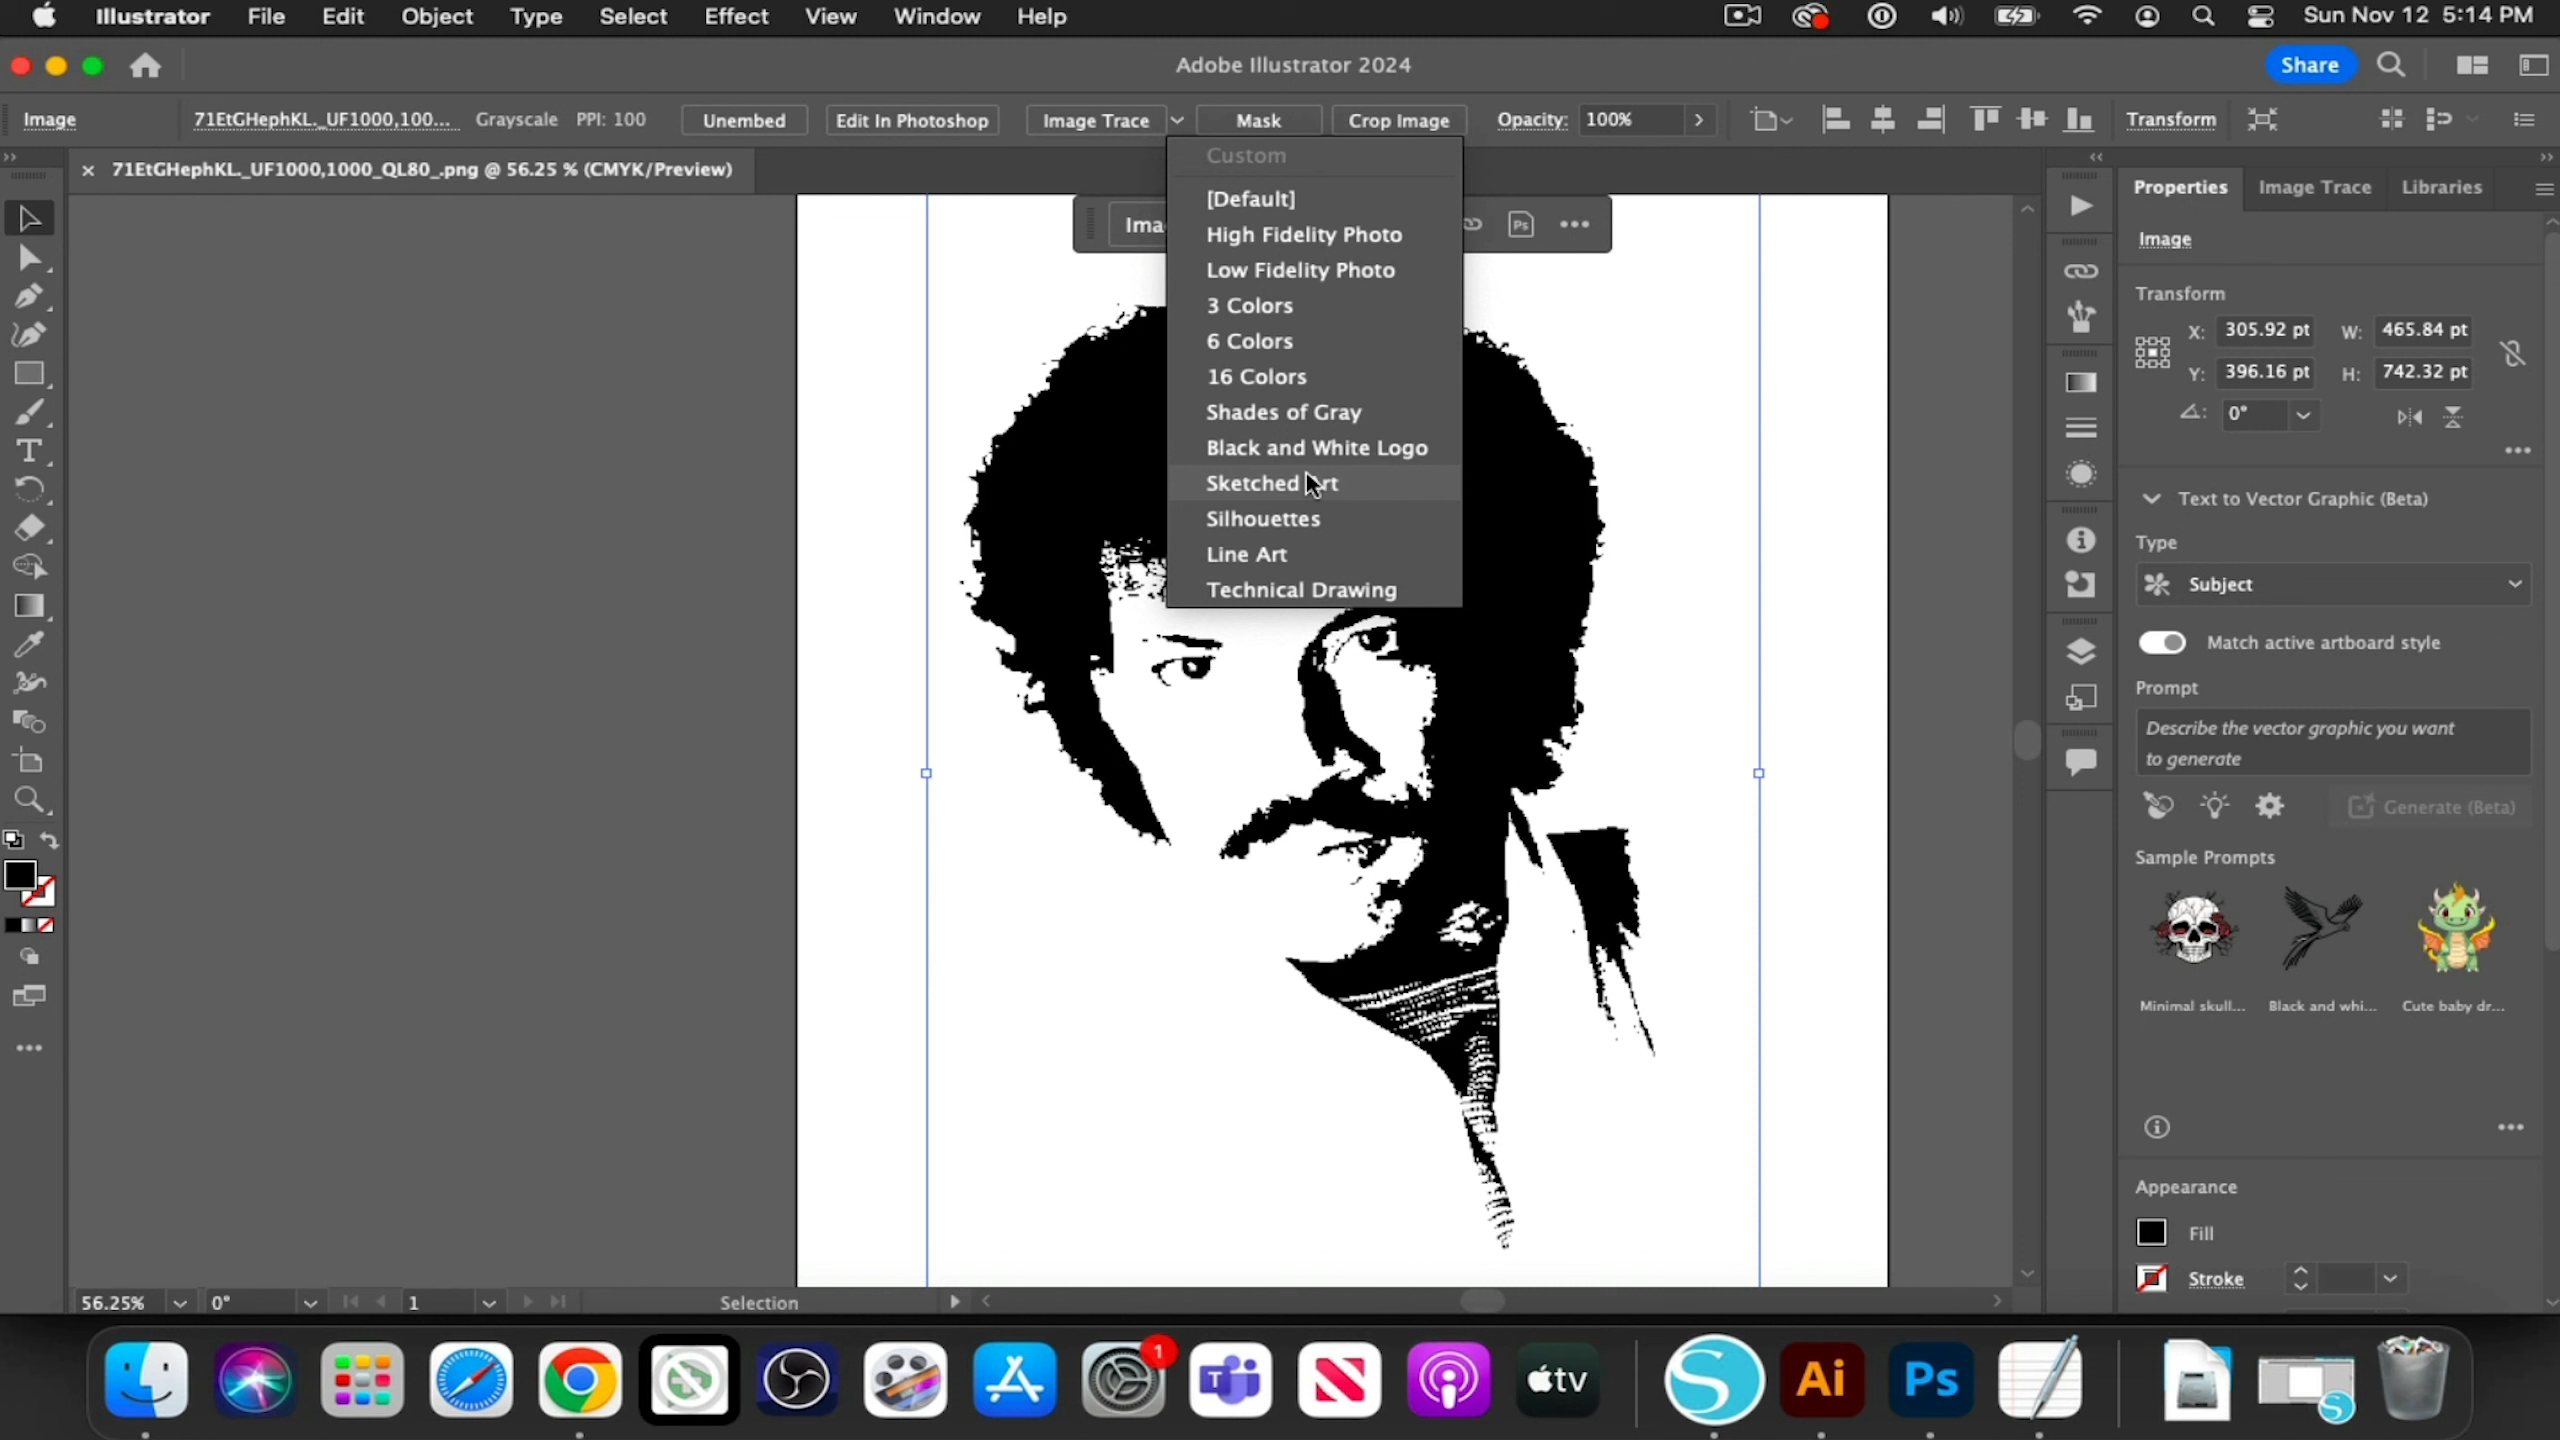 Illustrator File Edit Object Type Select Effect View Window Help Sun Nov 12 5:14 PM
Adobe Illustrator 2024 Share
Image 71EtGHephKL._UF1000,100... Grayscale PPI: 100 Unembed Edit In Photoshop Image Trace Mask Crop Image Opacity: 100% Transform
× 71EtGHephKL._UF1000,1000_QL80_.png @ 56.25 % (CMYK/Preview)
Custom
[Default]
High Fidelity Photo
Low Fidelity Photo
3 Colors
6 Colors
16 Colors
Shades of Gray
Black and White Logo
Sketched Art
Silhouettes
Line Art
Technical Drawing
Ima
Ps
Properties Image Trace Libraries
Image
Transform
X: 305.92 pt W: 465.84 pt
Y: 396.16 pt H: 742.32 pt
0°
Text to Vector Graphic (Beta)
Type
Subject
Match active artboard style
Prompt
Describe the vector graphic you want
to generate
Generate (Beta)
Sample Prompts
Minimal skull... Black and whi... Cute baby dr...
Appearance
Fill
Stroke
56.25% 0° 1 Selection
1
T
tv
S
Ai
Ps
S